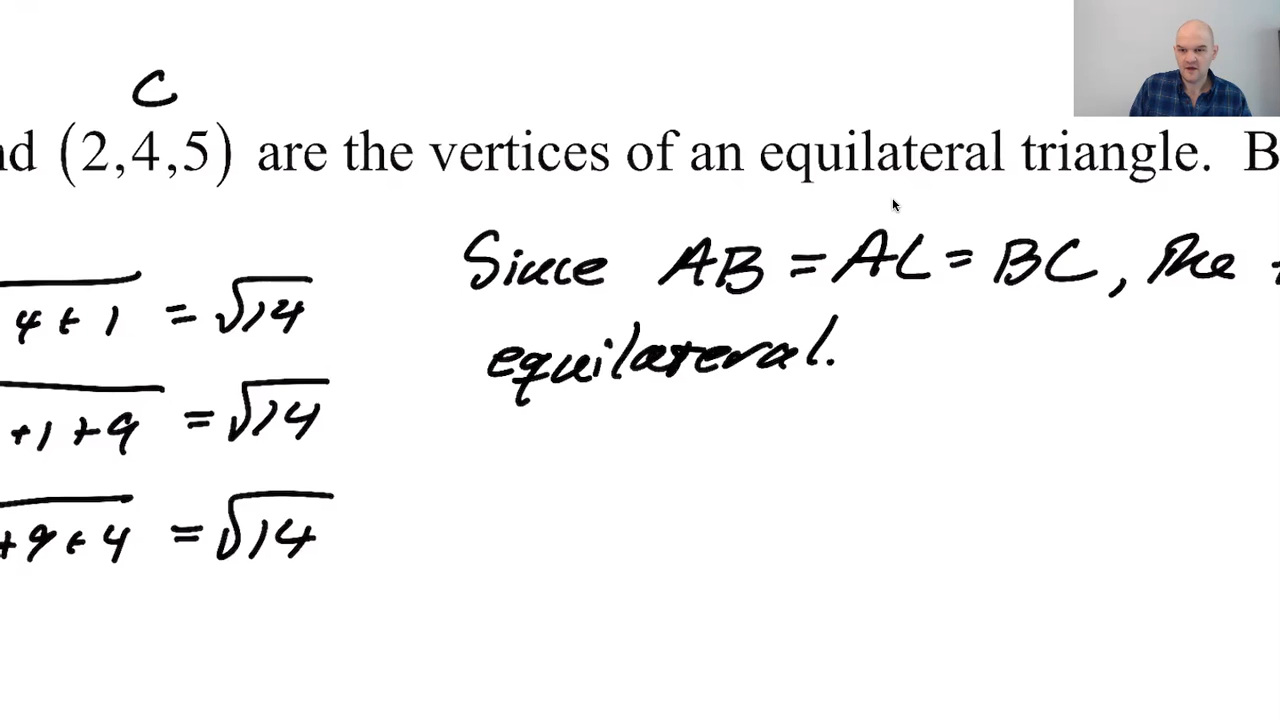 C
nd (2,4,5) are the vertices of an equilateral triangle. B
Since AB = AC = BC, the
equilateral.
4 + 1 = √14
+1 + 9 = √14
+9 + 4 = √14